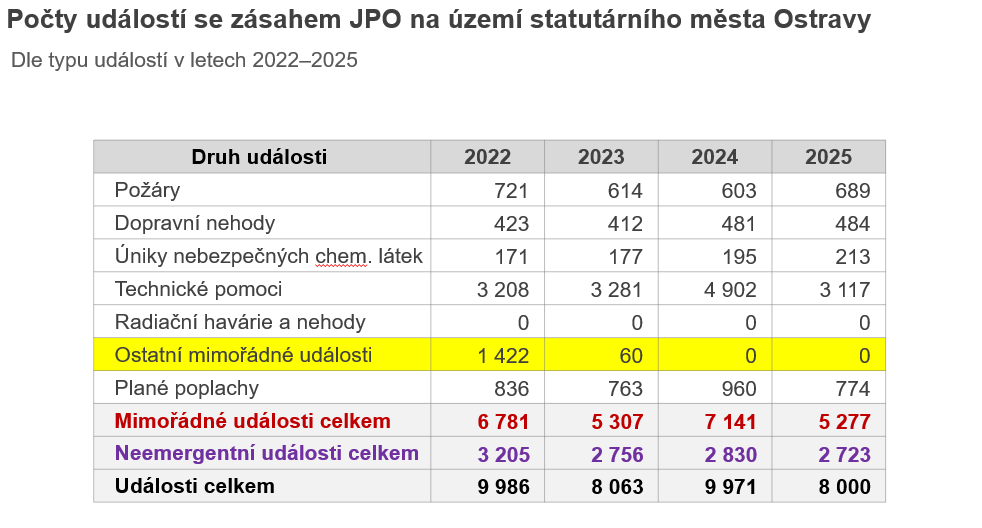 Počty událostí se zásahem JPO na území statutárního města Ostravy
Dle typu událostí v letech 2022–2025
Druh události 2022 2023 2024 2025
Požáry 721 614 603 689
Dopravní nehody 423 412 481 484
Úniky nebezpečných chem. látek 171 177 195 213
Technické pomoci 3 208 3 281 4 902 3 117
Radiační havárie a nehody 0 0 0 0
Ostatní mimořádné události 1 422 60 0 0
Plané poplachy 836 763 960 774
Mimořádné události celkem 6 781 5 307 7 141 5 277
Neemergentní události celkem 3 205 2 756 2 830 2 723
Události celkem 9 986 8 063 9 971 8 000